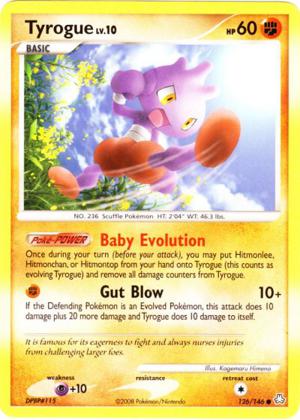 Tyrogue LV.10 HP 60
BASIC
NO. 236 Scuffle Pokémon HT: 2'04" WT: 46.3 lbs.
Poké-POWER Baby Evolution
Once during your turn (before your attack), you may put Hitmonlee,
Hitmonchan, or Hitmontop from your hand onto Tyrogue (this counts as
evolving Tyrogue) and remove all damage counters from Tyrogue.
Gut Blow 10+
If the Defending Pokémon is an Evolved Pokémon, this attack does 10
damage plus 20 more damage and does 10 damage to Tyrogue.
It is famous for its eagerness to fight and always nurses injuries
from challenging larger foes.
Illus. Kagemaru Himeno
weakness resistance retreat cost
+10
DPBP#115 ©2008 Pokémon/Nintendo 126/146